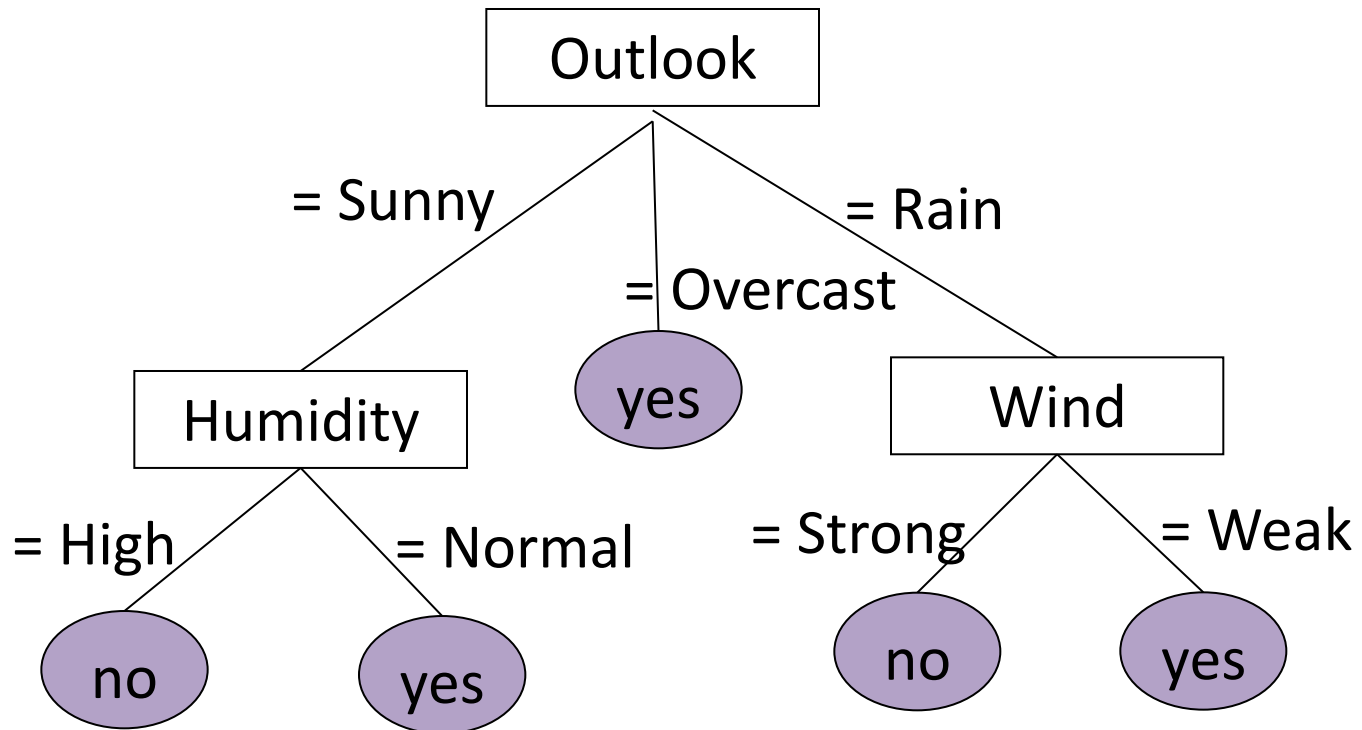 Outlook
= Sunny
= Rain
= Overcast
Humidity
yes
Wind
= High
= Normal
= Strong
= Weak
no
yes
no
yes